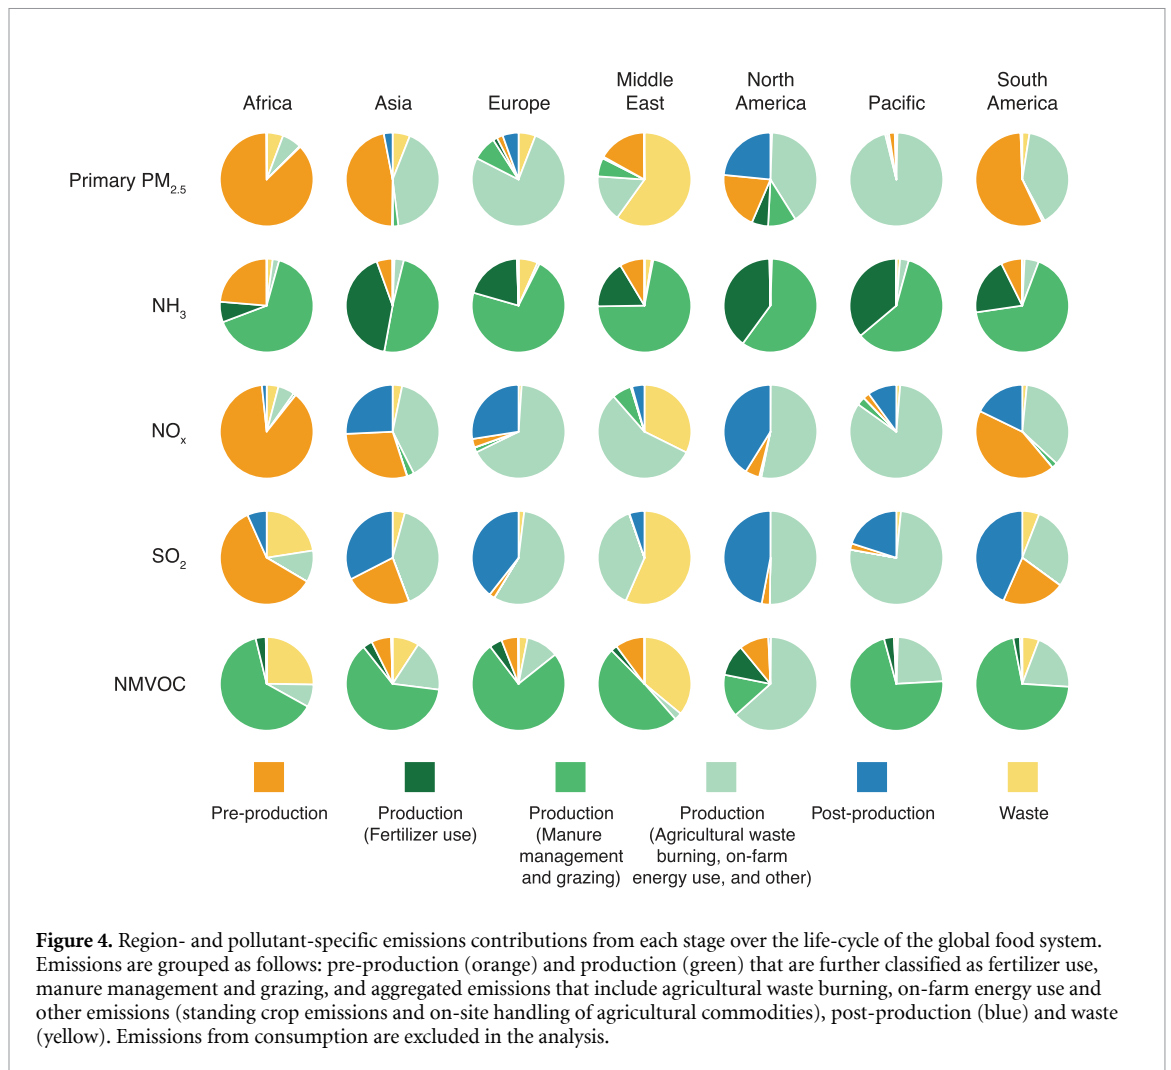 Africa
Asia
Europe
Middle
East
North
America
Pacific
South
America
Primary PM2.5
NH3
NOx
SO2
NMVOC
Pre-production
Production
(Fertilizer use)
Production
(Manure
management
and grazing)
Production
(Agricultural waste
burning, on-farm
energy use, and other)
Post-production
Waste
Figure 4. Region- and pollutant-specific emissions contributions from each stage over the life-cycle of the global food system.
Emissions are grouped as follows: pre-production (orange) and production (green) that are further classified as fertilizer use,
manure management and grazing, and aggregated emissions that include agricultural waste burning, on-farm energy use and
other emissions (standing crop emissions and on-site handling of agricultural commodities), post-production (blue) and waste
(yellow). Emissions from consumption are excluded in the analysis.